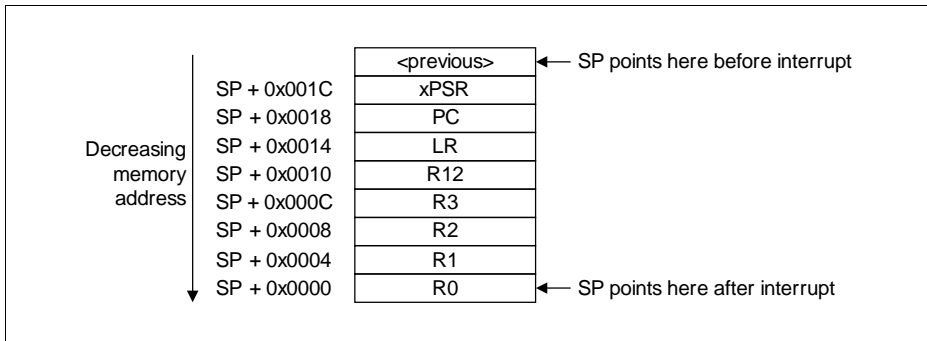 <previous> SP points here before interrupt
SP + 0x001C xPSR
SP + 0x0018 PC
SP + 0x0014 LR
Decreasing
memory
address
SP + 0x0010 R12
SP + 0x000C R3
SP + 0x0008 R2
SP + 0x0004 R1
SP + 0x0000 R0 SP points here after interrupt